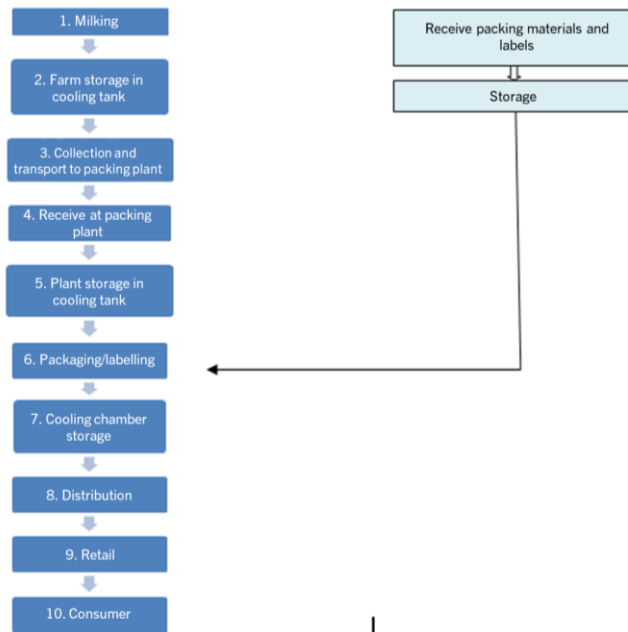 1. Milking
2. Farm storage in
cooling tank
3. Collection and
transport to packing plant
4. Receive at packing
plant
5. Plant storage in
cooling tank
6. Packaging/labelling
7. Cooling chamber
storage
8. Distribution
9. Retail
10. Consumer
Receive packing materials and
labels
Storage